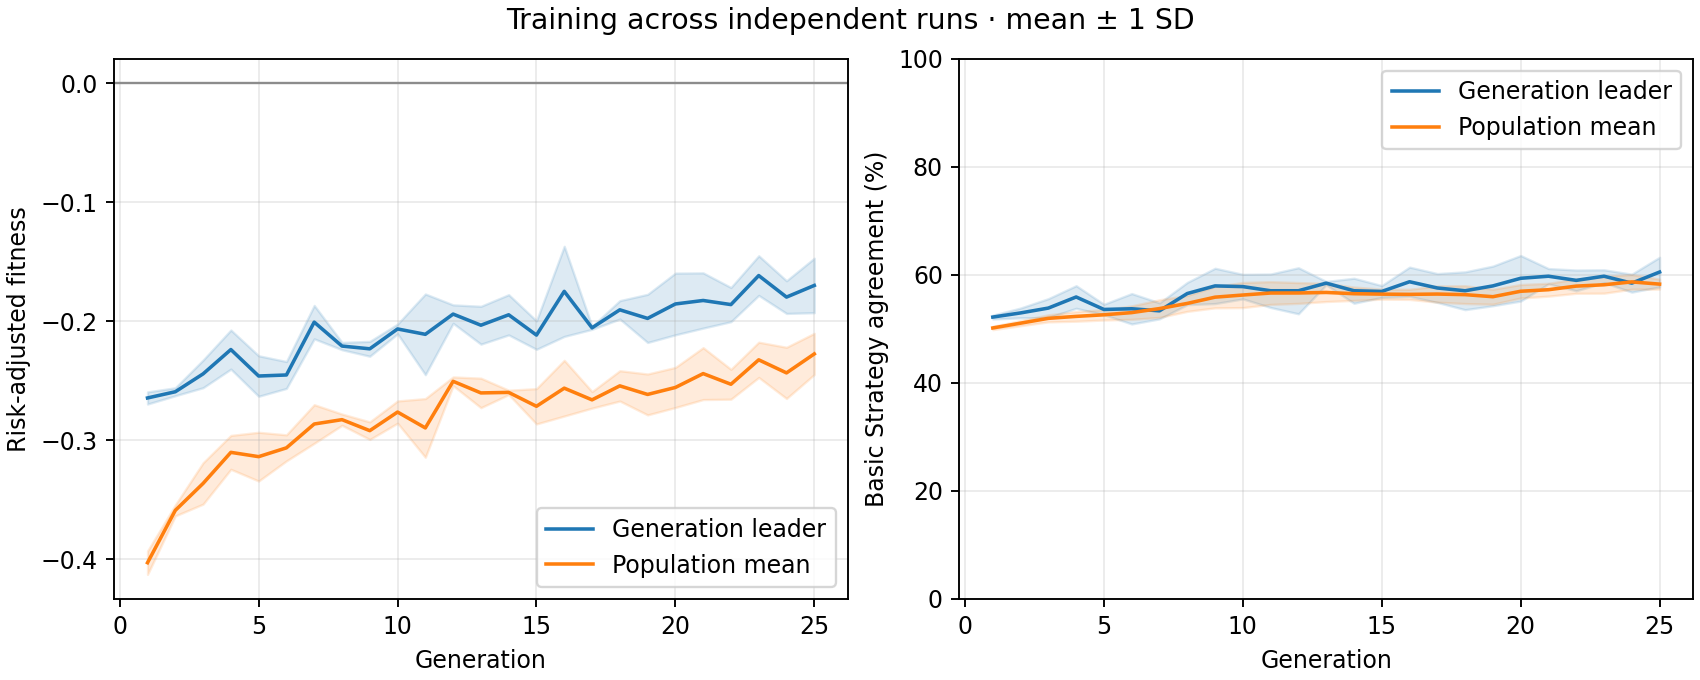 Training across independent runs · mean ± 1 SD
Risk-adjusted fitness
0.0
−0.1
−0.2
−0.3
−0.4
0
5
10
15
20
25
Generation
Generation leader
Population mean
Basic Strategy agreement (%)
100
80
60
40
20
0
0
5
10
15
20
25
Generation
Generation leader
Population mean